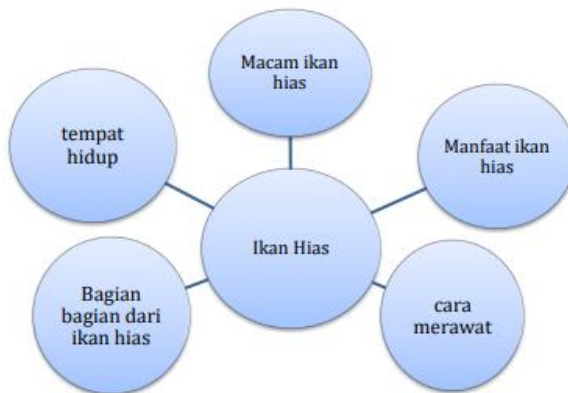 Macam ikan
hias
tempat
hidup
Manfaat ikan
hias
Ikan Hias
Bagian
bagian dari
ikan hias
cara
merawat